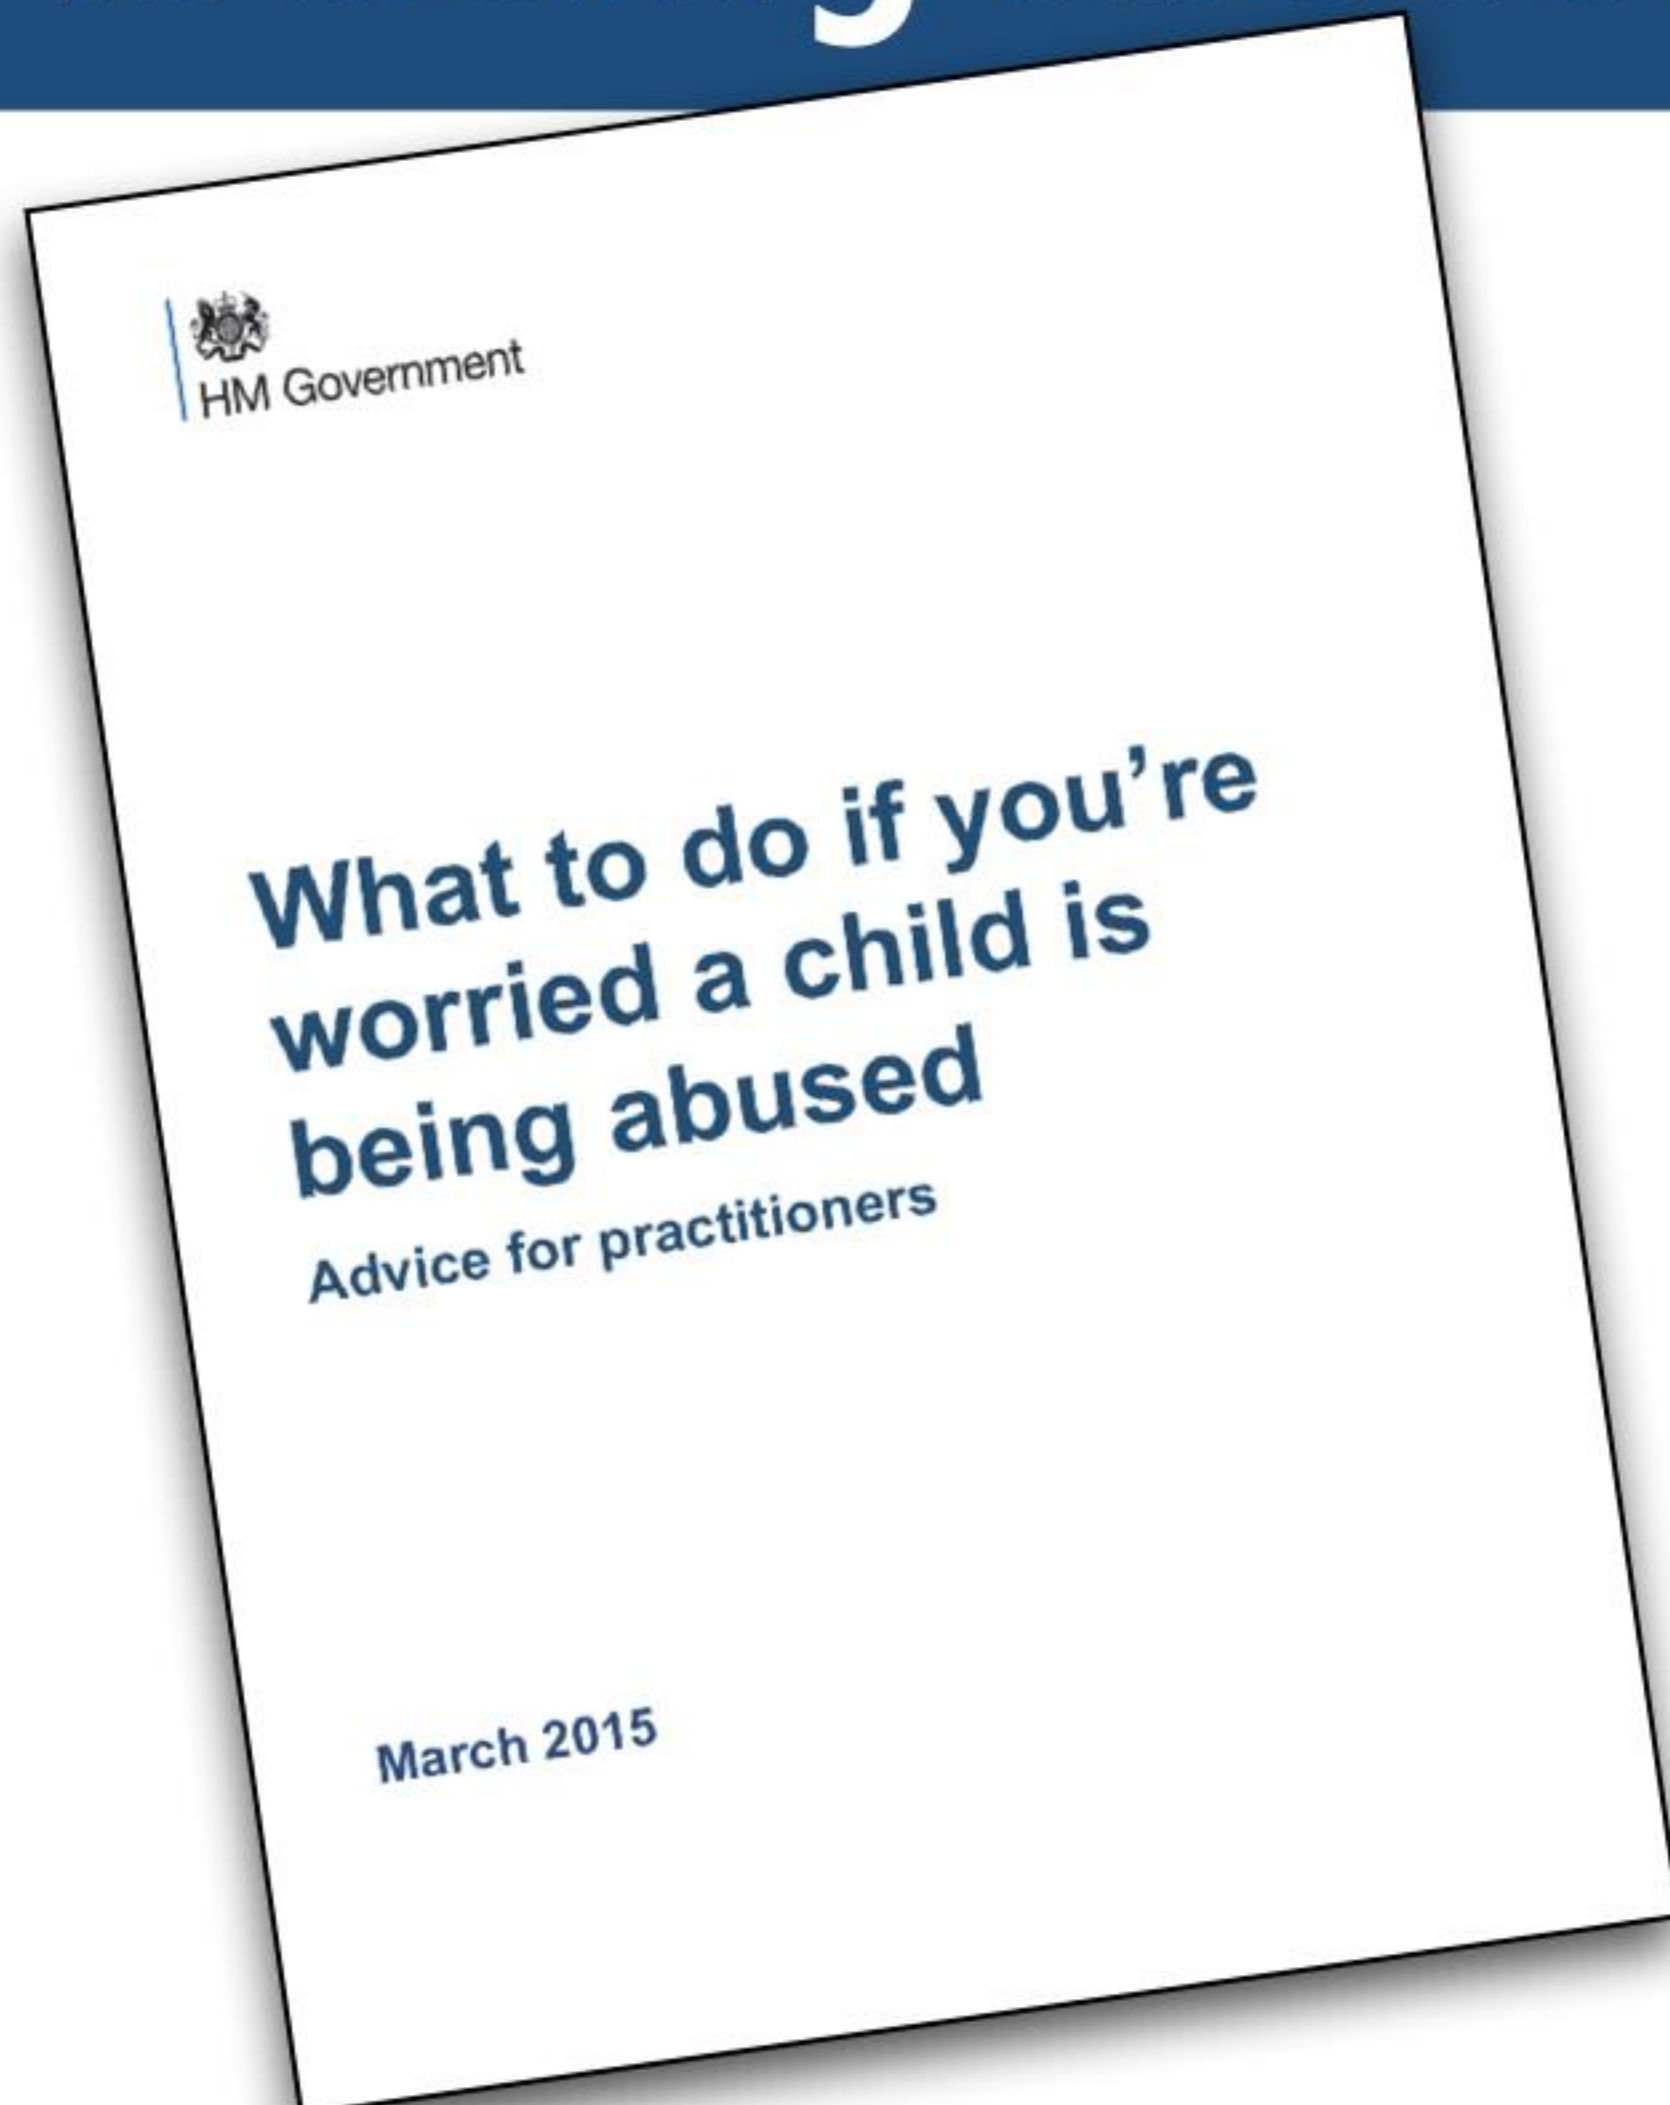 HM Government
What to do if you’re
worried a child is
being abused
Advice for practitioners
March 2015